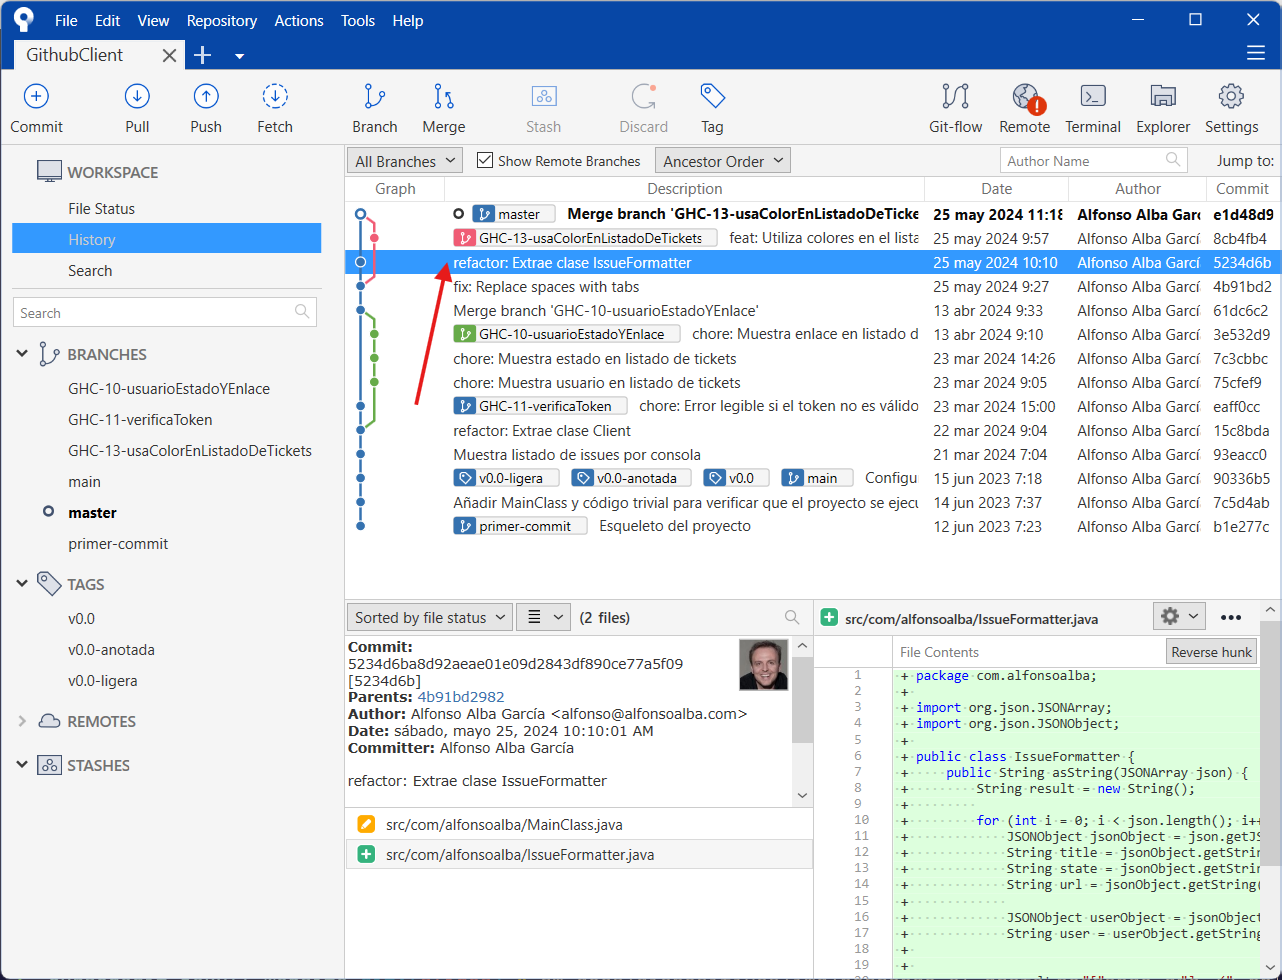 File Edit View Repository Actions Tools Help
GithubClient
Commit Pull Push Fetch Branch Merge Stash Discard Tag Git-flow Remote Terminal Explorer Settings
WORKSPACE
File Status
History
Search
Search
BRANCHES
GHC-10-usuarioEstadoYEnlace
GHC-11-verificaToken
GHC-13-usaColorEnListadoDeTickets
main
master
primer-commit
TAGS
v0.0
v0.0-anotada
v0.0-ligera
REMOTES
STASHES
All Branches Show Remote Branches Ancestor Order Author Name Jump to:
Graph Description Date Author Commit
master Merge branch 'GHC-13-usaColorEnListadoDeTicke 25 may 2024 11:18 Alfonso Alba Garc e1d48d9
GHC-13-usaColorEnListadoDeTickets feat: Utiliza colores en el lista 25 may 2024 9:57 Alfonso Alba Garcí 8cb4fb4
refactor: Extrae clase IssueFormatter 25 may 2024 10:10 Alfonso Alba Garcí 5234d6b
fix: Replace spaces with tabs 25 may 2024 9:27 Alfonso Alba Garcí 4b91bd2
Merge branch 'GHC-10-usuarioEstadoYEnlace' 13 abr 2024 9:33 Alfonso Alba Garcí 61dc6c2
GHC-10-usuarioEstadoYEnlace chore: Muestra enlace en listado d 13 abr 2024 9:10 Alfonso Alba Garcí 3e532d9
chore: Muestra estado en listado de tickets 23 mar 2024 14:26 Alfonso Alba Garcí 7c3cbbc
chore: Muestra usuario en listado de tickets 23 mar 2024 9:05 Alfonso Alba Garcí 75cfef9
GHC-11-verificaToken chore: Error legible si el token no es válido 23 mar 2024 15:00 Alfonso Alba Garcí eaff0cc
refactor: Extrae clase Client 22 mar 2024 9:04 Alfonso Alba Garcí 15c8bda
Muestra listado de issues por consola 21 mar 2024 7:04 Alfonso Alba Garcí 93eacc0
v0.0-ligera v0.0-anotada v0.0 main Configu 15 jun 2023 7:18 Alfonso Alba Garcí 90336b5
Añadir MainClass y código trivial para verificar que el proyecto se ejecu 14 jun 2023 7:37 Alfonso Alba Garcí 7c5d4ab
primer-commit Esqueleto del proyecto 12 jun 2023 7:23 Alfonso Alba Garcí b1e277c
Sorted by file status (2 files)
Commit:
5234d6ba8d92aeae01e09d2843df890ce77a5f09
[5234d6b]
Parents: 4b91bd2982
Author: Alfonso Alba García <alfonso@alfonsoalba.com>
Date: sábado, mayo 25, 2024 10:10:01 AM
Committer: Alfonso Alba García
refactor: Extrae clase IssueFormatter
src/com/alfonsoalba/MainClass.java
src/com/alfonsoalba/IssueFormatter.java
src/com/alfonsoalba/IssueFormatter.java
File Contents Reverse hunk
1 + package com.alfonsoalba;
2 +
3 + import org.json.JSONArray;
4 + import org.json.JSONObject;
5 +
6 + public class IssueFormatter {
7 + public String asString(JSONArray json) {
8 + String result = new String();
9 +
10 + for (int i = 0; i < json.length(); i++
11 + JSONObject jsonObject = json.getJS
12 + String title = jsonObject.getStrin
13 + String state = jsonObject.getStrin
14 + String url = jsonObject.getString(
15 +
16 + JSONObject userObject = jsonObject
17 + String user = userObject.getString
18 +
19 +